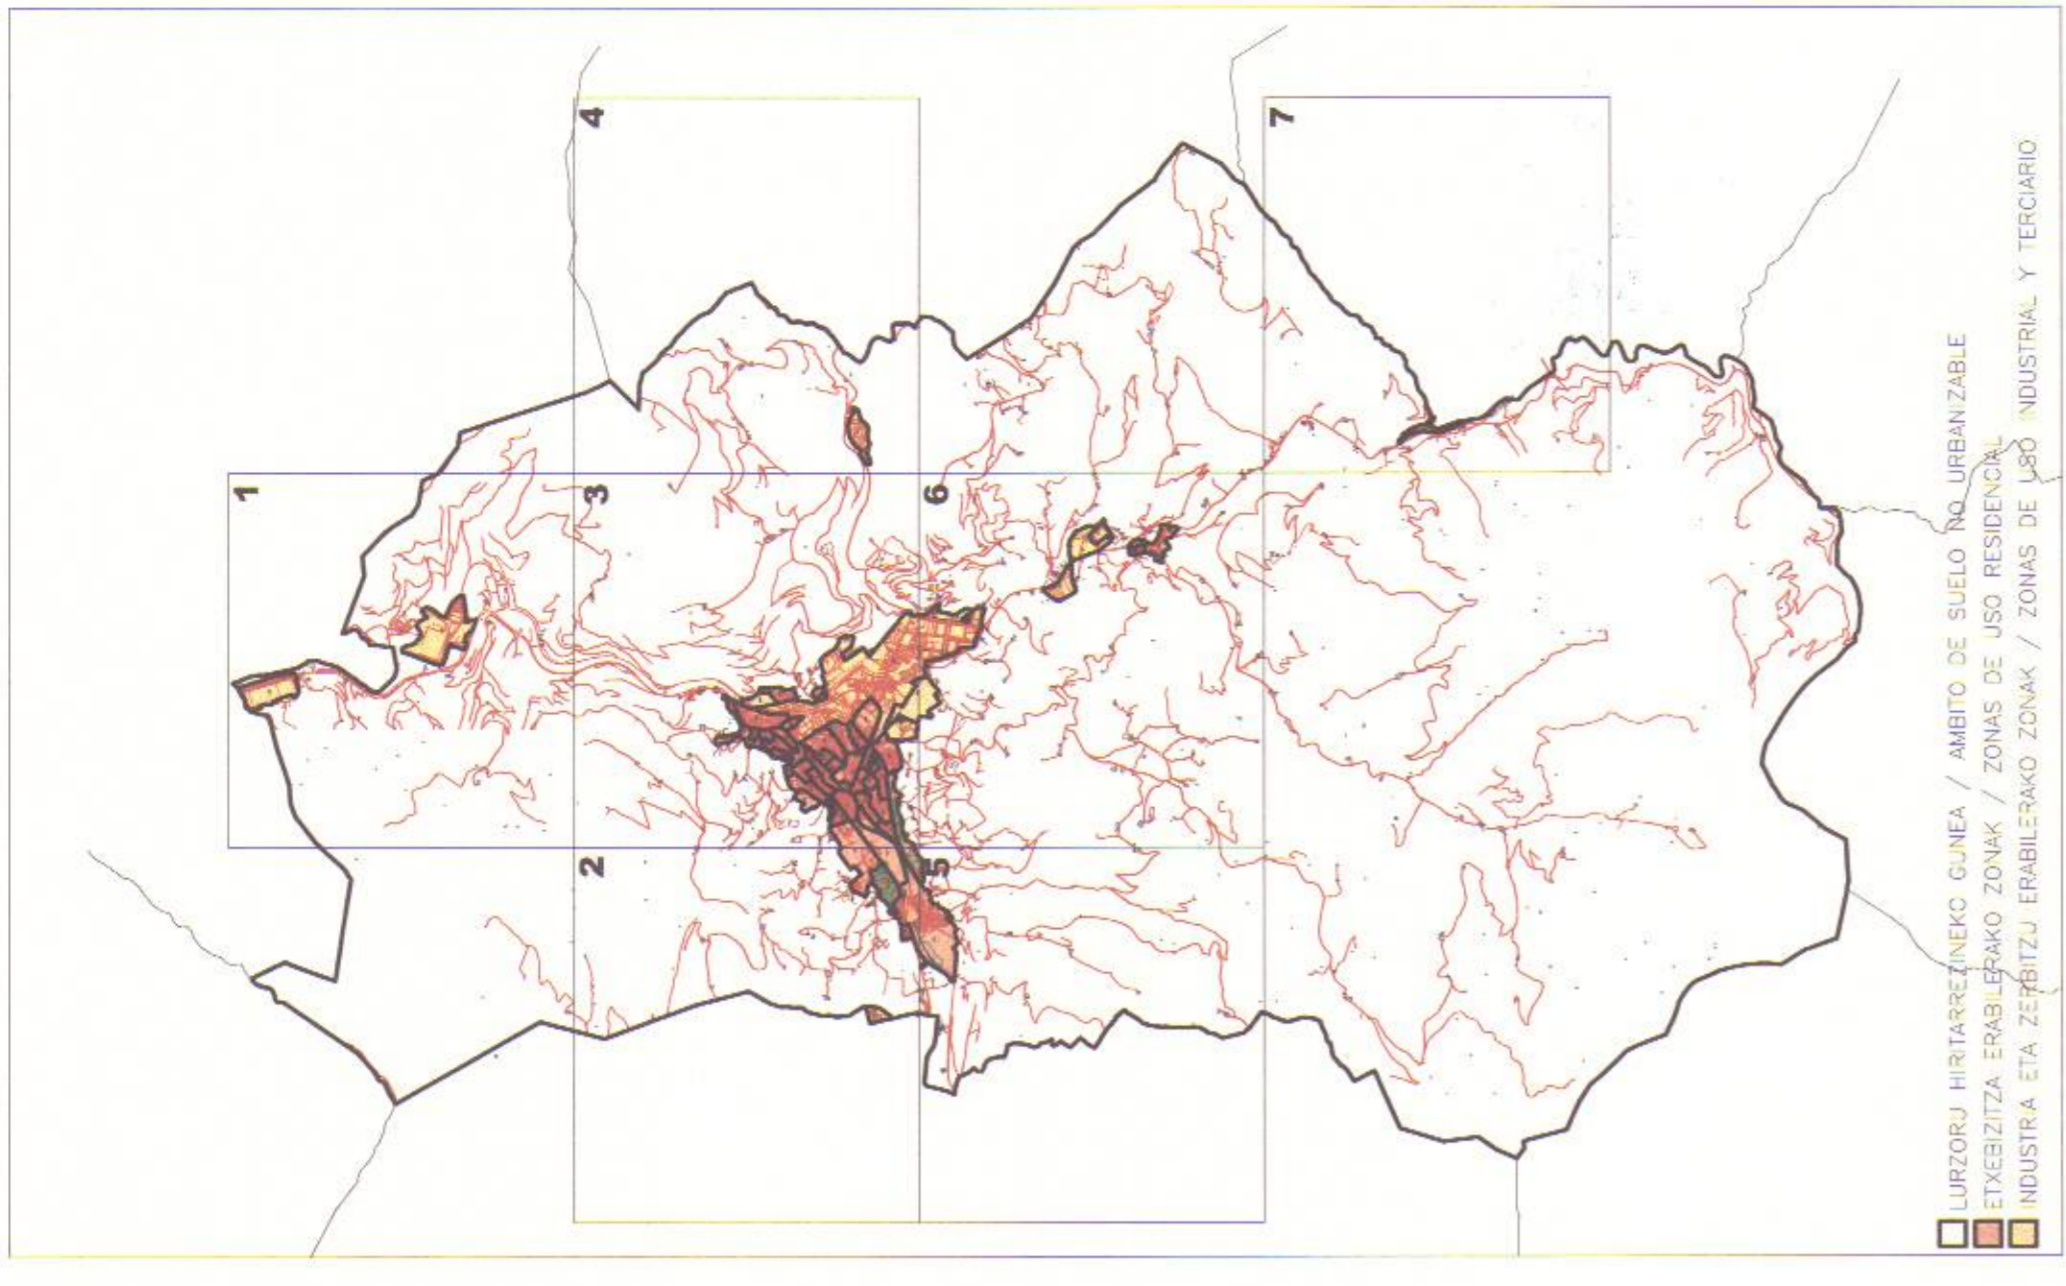 1
2
3
4
5
6
7
LURZORU HIRITARREZINEKO GUNEA / AMBITO DE SUELO NO URBANIZABLE
ETXEBIZITZA ERABILERAKO ZONAK / ZONAS DE USO RESIDENCIAL
INDUSTRIA ETA ZERBITZU ERABILERAKO ZONAK / ZONAS DE USO INDUSTRIAL Y TERCIARIO